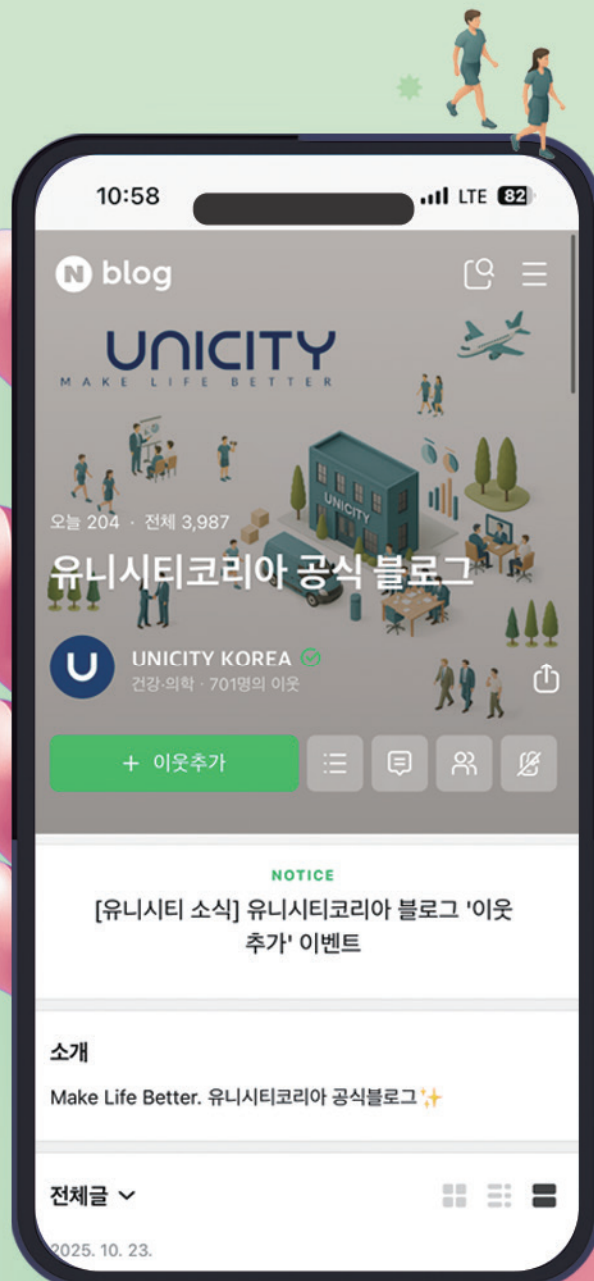 10:58 LTE 82
N blog
UNICITY
MAKE LIFE BETTER
UNICITY
오늘 204 · 전체 3,987
유니시티코리아 공식 블로그
U
UNICITY KOREA
건강·의학 · 701명의 이웃
+ 이웃추가
NOTICE
[유니시티 소식] 유니시티코리아 블로그 '이웃
추가' 이벤트
소개
Make Life Better. 유니시티코리아 공식블로그✨
전체글
2025. 10. 23.